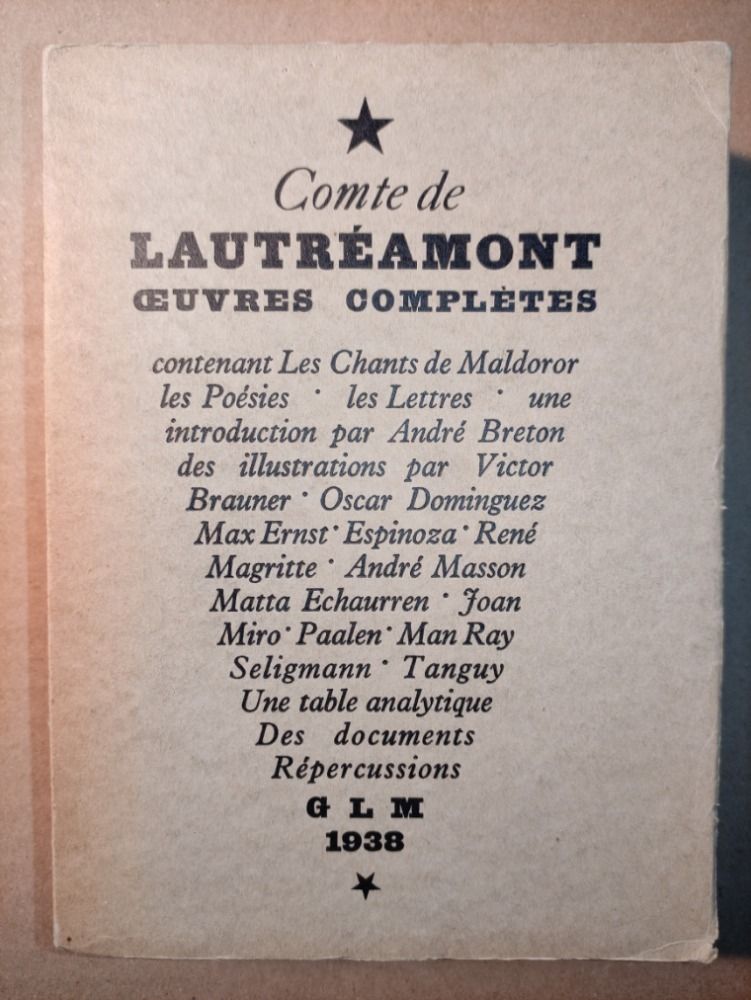 Comte de
LAUTRÉAMONT
ŒUVRES COMPLÈTES
contenant Les Chants de Maldoror
les Poésies · les Lettres · une
introduction par André Breton
des illustrations par Victor
Brauner · Oscar Dominguez
Max Ernst · Espinoza · René
Magritte · André Masson
Matta Echaurren · Joan
Miro · Paalen · Man Ray
Seligmann · Tanguy
Une table analytique
Des documents
Répercussions
G L M
1938